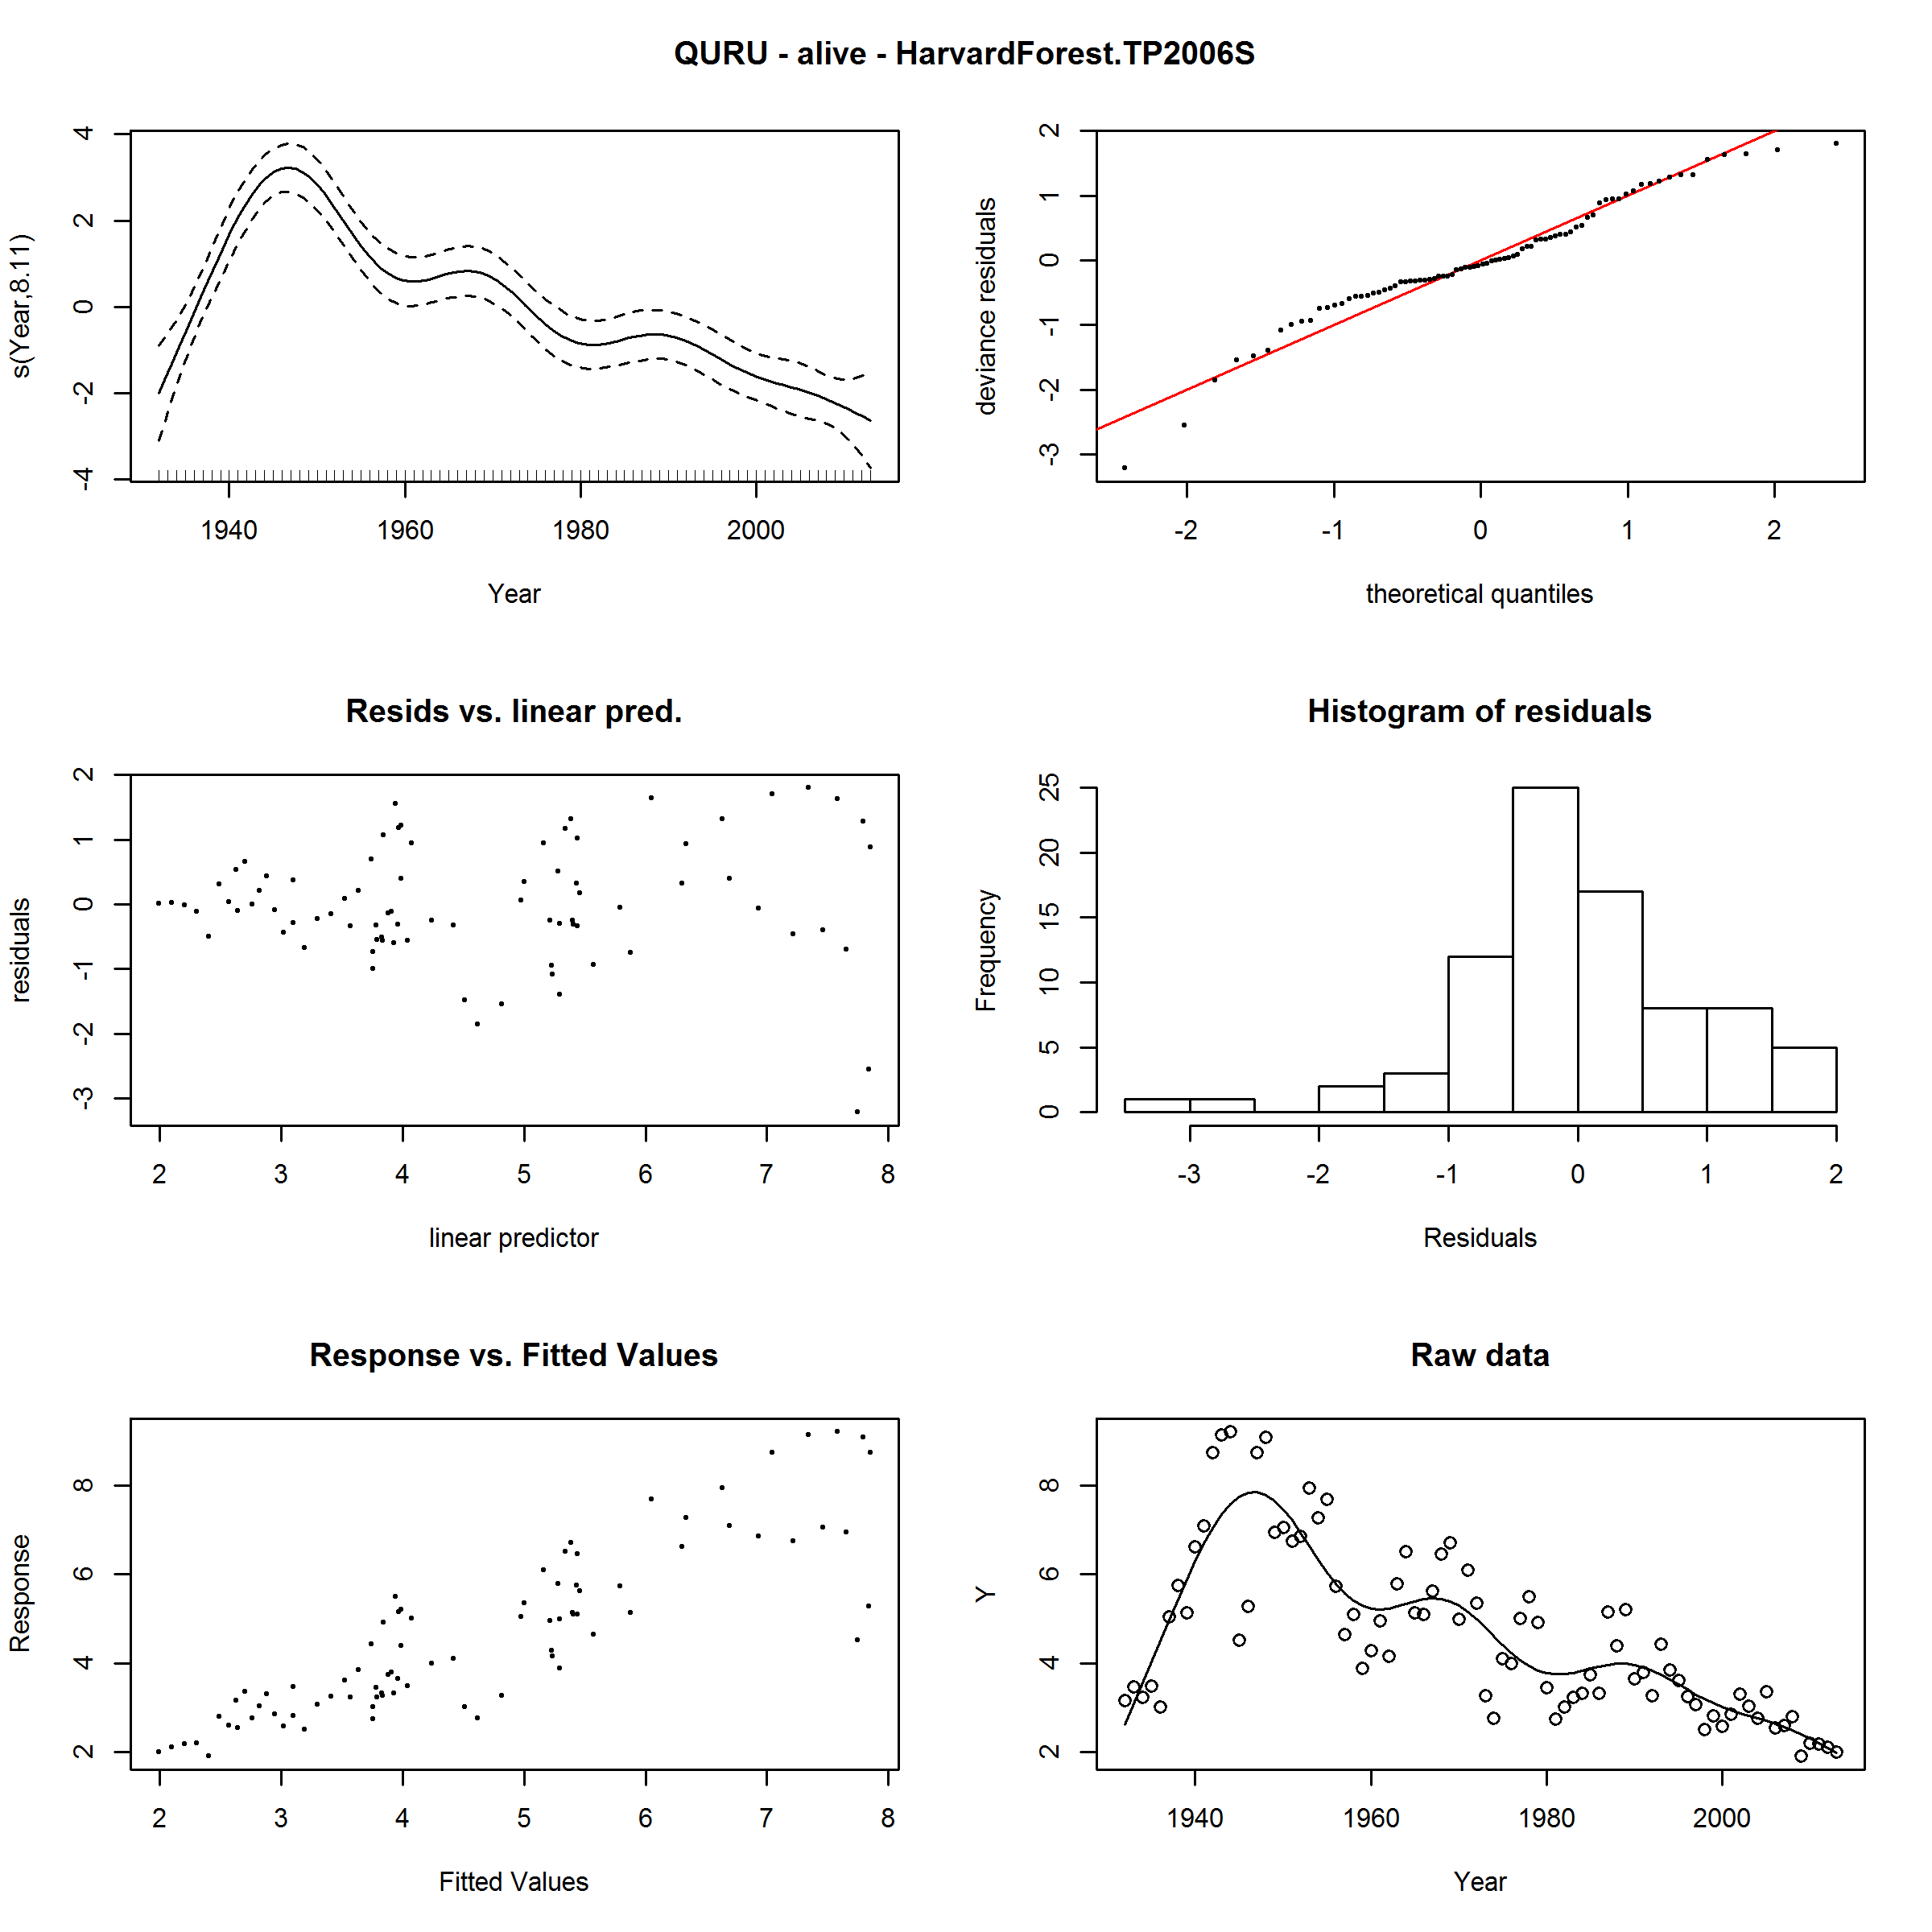 QURU - alive - HarvardForest.TP2006S
s(Year,8.11)
4
2
0
-2
-4
1940 1960 1980 2000
Year
deviance residuals
2
1
0
-1
-2
-3
-2 -1 0 1 2
theoretical quantiles
Resids vs. linear pred.
residuals
2
1
0
-1
-2
-3
2 3 4 5 6 7 8
linear predictor
Histogram of residuals
Frequency
25
20
15
10
5
0
-3 -2 -1 0 1 2
Residuals
Response vs. Fitted Values
Response
8
6
4
2
2 3 4 5 6 7 8
Fitted Values
Raw data
Y
8
6
4
2
1940 1960 1980 2000
Year